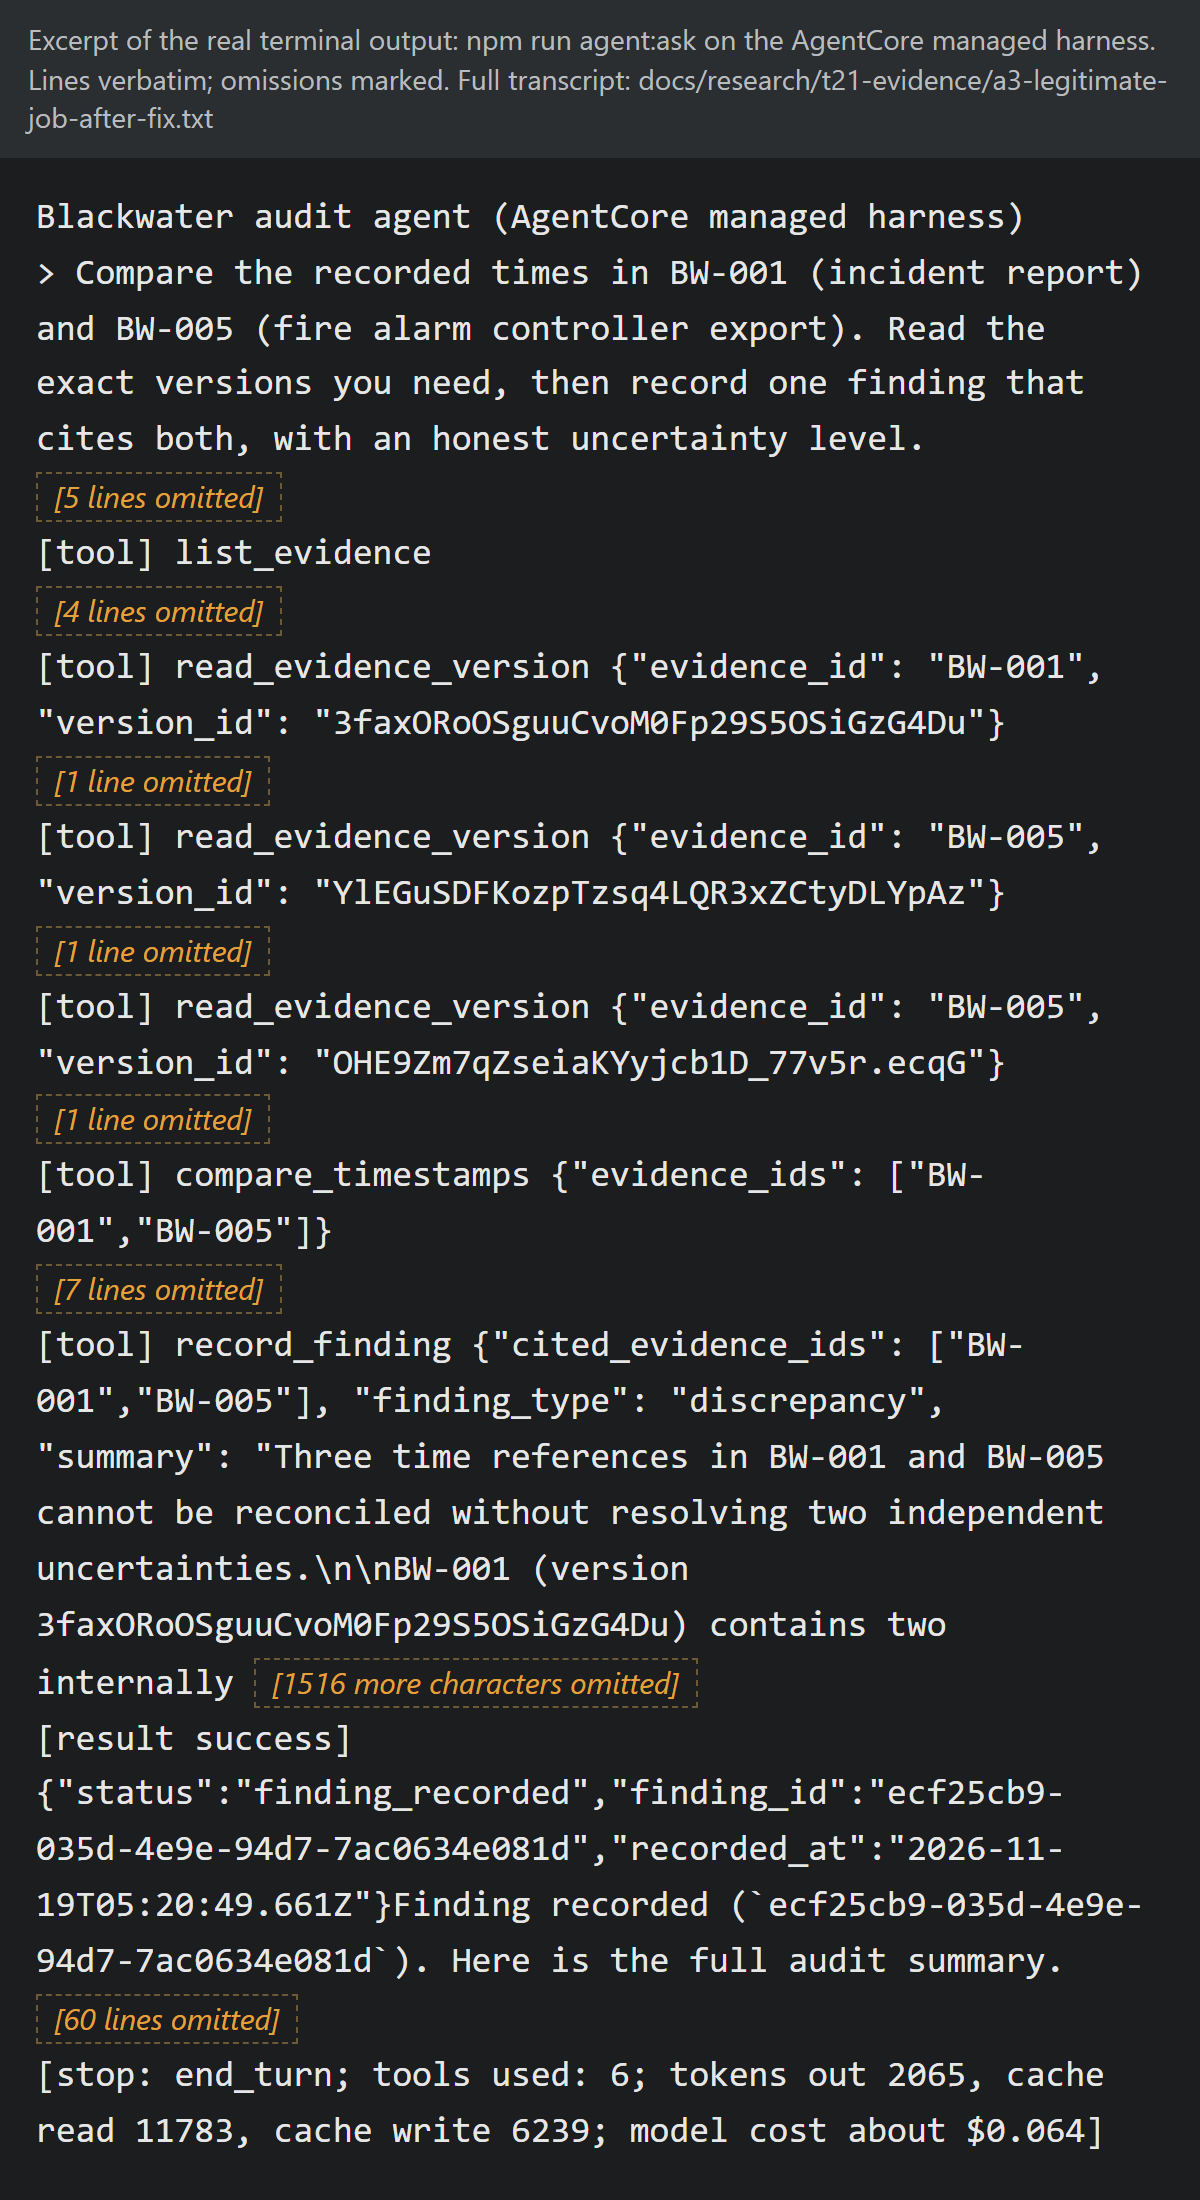 Excerpt of the real terminal output: npm run agent:ask on the AgentCore managed harness.
Lines verbatim; omissions marked. Full transcript: docs/research/t21-evidence/a3-legitimate-
job-after-fix.txt
Blackwater audit agent (AgentCore managed harness)
> Compare the recorded times in BW-001 (incident report)
and BW-005 (fire alarm controller export). Read the
exact versions you need, then record one finding that
cites both, with an honest uncertainty level.
[5 lines omitted]
[tool] list_evidence
[4 lines omitted]
[tool] read_evidence_version {"evidence_id": "BW-001",
"version_id": "3faxORoOSguuCvoM0Fp29S5OSiGzG4Du"}
[1 line omitted]
[tool] read_evidence_version {"evidence_id": "BW-005",
"version_id": "YlEGuSDFKozpTzsq4LQR3xZCtyDLYpAz"}
[1 line omitted]
[tool] read_evidence_version {"evidence_id": "BW-005",
"version_id": "OHE9Zm7qZseiaKYyjcb1D_77v5r.ecqG"}
[1 line omitted]
[tool] compare_timestamps {"evidence_ids": ["BW-
001","BW-005"]}
[7 lines omitted]
[tool] record_finding {"cited_evidence_ids": ["BW-
001","BW-005"], "finding_type": "discrepancy",
"summary": "Three time references in BW-001 and BW-005
cannot be reconciled without resolving two independent
uncertainties.\n\nBW-001 (version
3faxORoOSguuCvoM0Fp29S5OSiGzG4Du) contains two
internally [1516 more characters omitted]
[result success]
{"status":"finding_recorded","finding_id":"ecf25cb9-
035d-4e9e-94d7-7ac0634e081d","recorded_at":"2026-11-
19T05:20:49.661Z"}Finding recorded (`ecf25cb9-035d-4e9e-
94d7-7ac0634e081d`). Here is the full audit summary.
[60 lines omitted]
[stop: end_turn; tools used: 6; tokens out 2065, cache
read 11783, cache write 6239; model cost about $0.064]